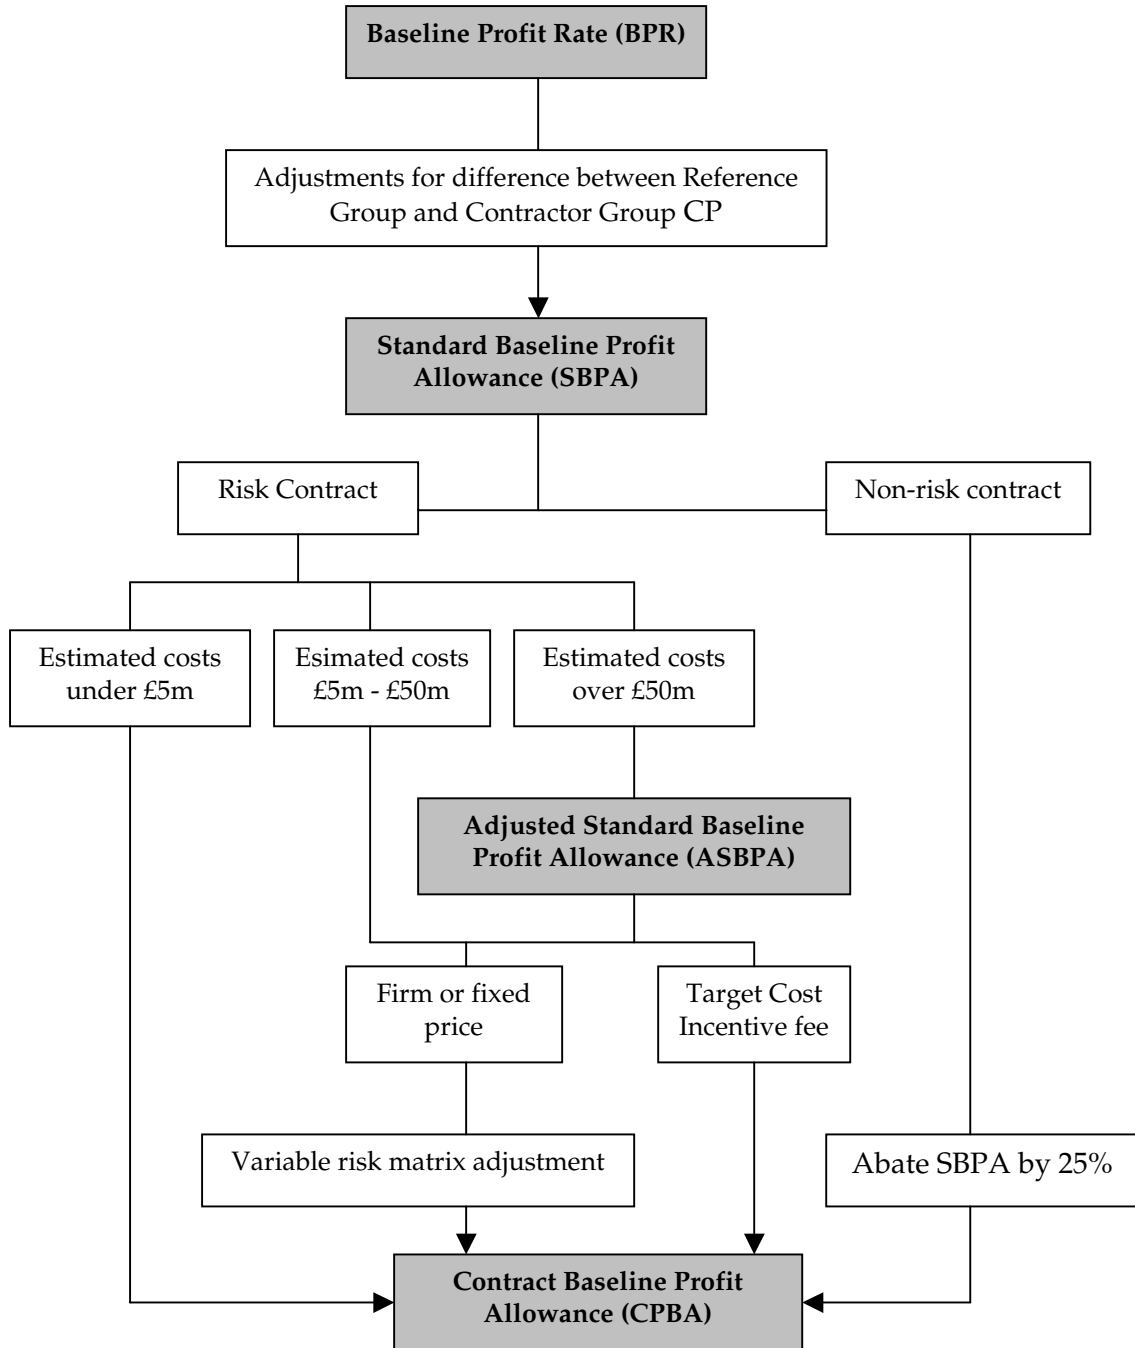 Baseline Profit Rate (BPR)
Adjustments for difference between Reference
Group and Contractor Group CP
Standard Baseline Profit
Allowance (SBPA)
Risk Contract
Non-risk contract
Estimated costs
under £5m
Esimated costs
£5m - £50m
Estimated costs
over £50m
Adjusted Standard Baseline
Profit Allowance (ASBPA)
Firm or fixed
price
Target Cost
Incentive fee
Variable risk matrix adjustment
Abate SBPA by 25%
Contract Baseline Profit
Allowance (CPBA)